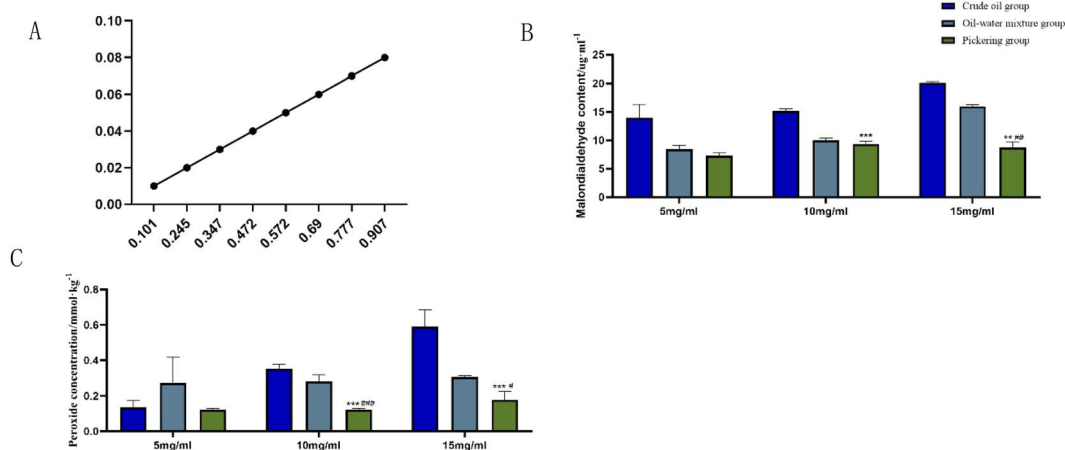 A
0.10
0.08
0.06
0.04
0.02
0.00
0.101
0.245
0.347
0.472
0.572
0.69
0.777
0.907
B
Crude oil group
Oil-water mixture group
Pickering group
Malondialdehyde content/ug·ml⁻¹
25
20
15
10
5
0
***
** ##
5mg/ml
10mg/ml
15mg/ml
C
Peroxide concentration/mmol·kg⁻¹
0.8
0.6
0.4
0.2
0.0
*** ###
*** #
5mg/ml
10mg/ml
15mg/ml